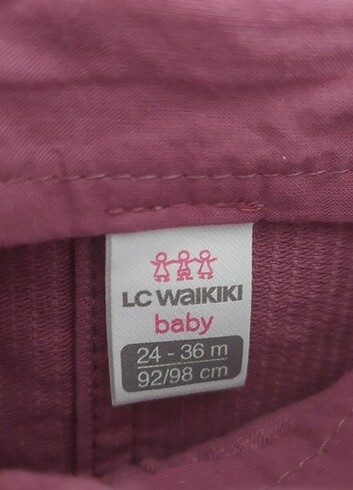 LC WAIKIKI
baby
24 - 36 m
92/98 cm